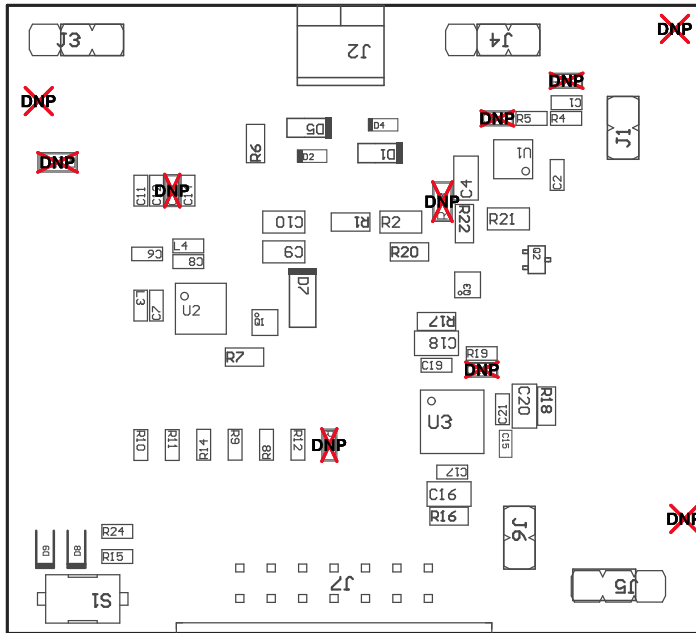 J3
J2
J4
DNP
DNP
DNP
C1
DNP
R5
R4
J1
D5
D4
R6
D2
D1
U1
DNP
C11
DNP
C4
C2
DNP
C10
R1
R2
R22
R21
C6
L4
C8
C9
R20
Q2
D7
L3
C7
U2
Q1
Q3
R17
C18
R7
C19
R19
DNP
U3
C21
C20
R18
R10
R11
R14
R9
R8
R12
DNP
C15
C17
C16
R16
DNP
J6
D9
D8
R24
R15
S1
J7
J5